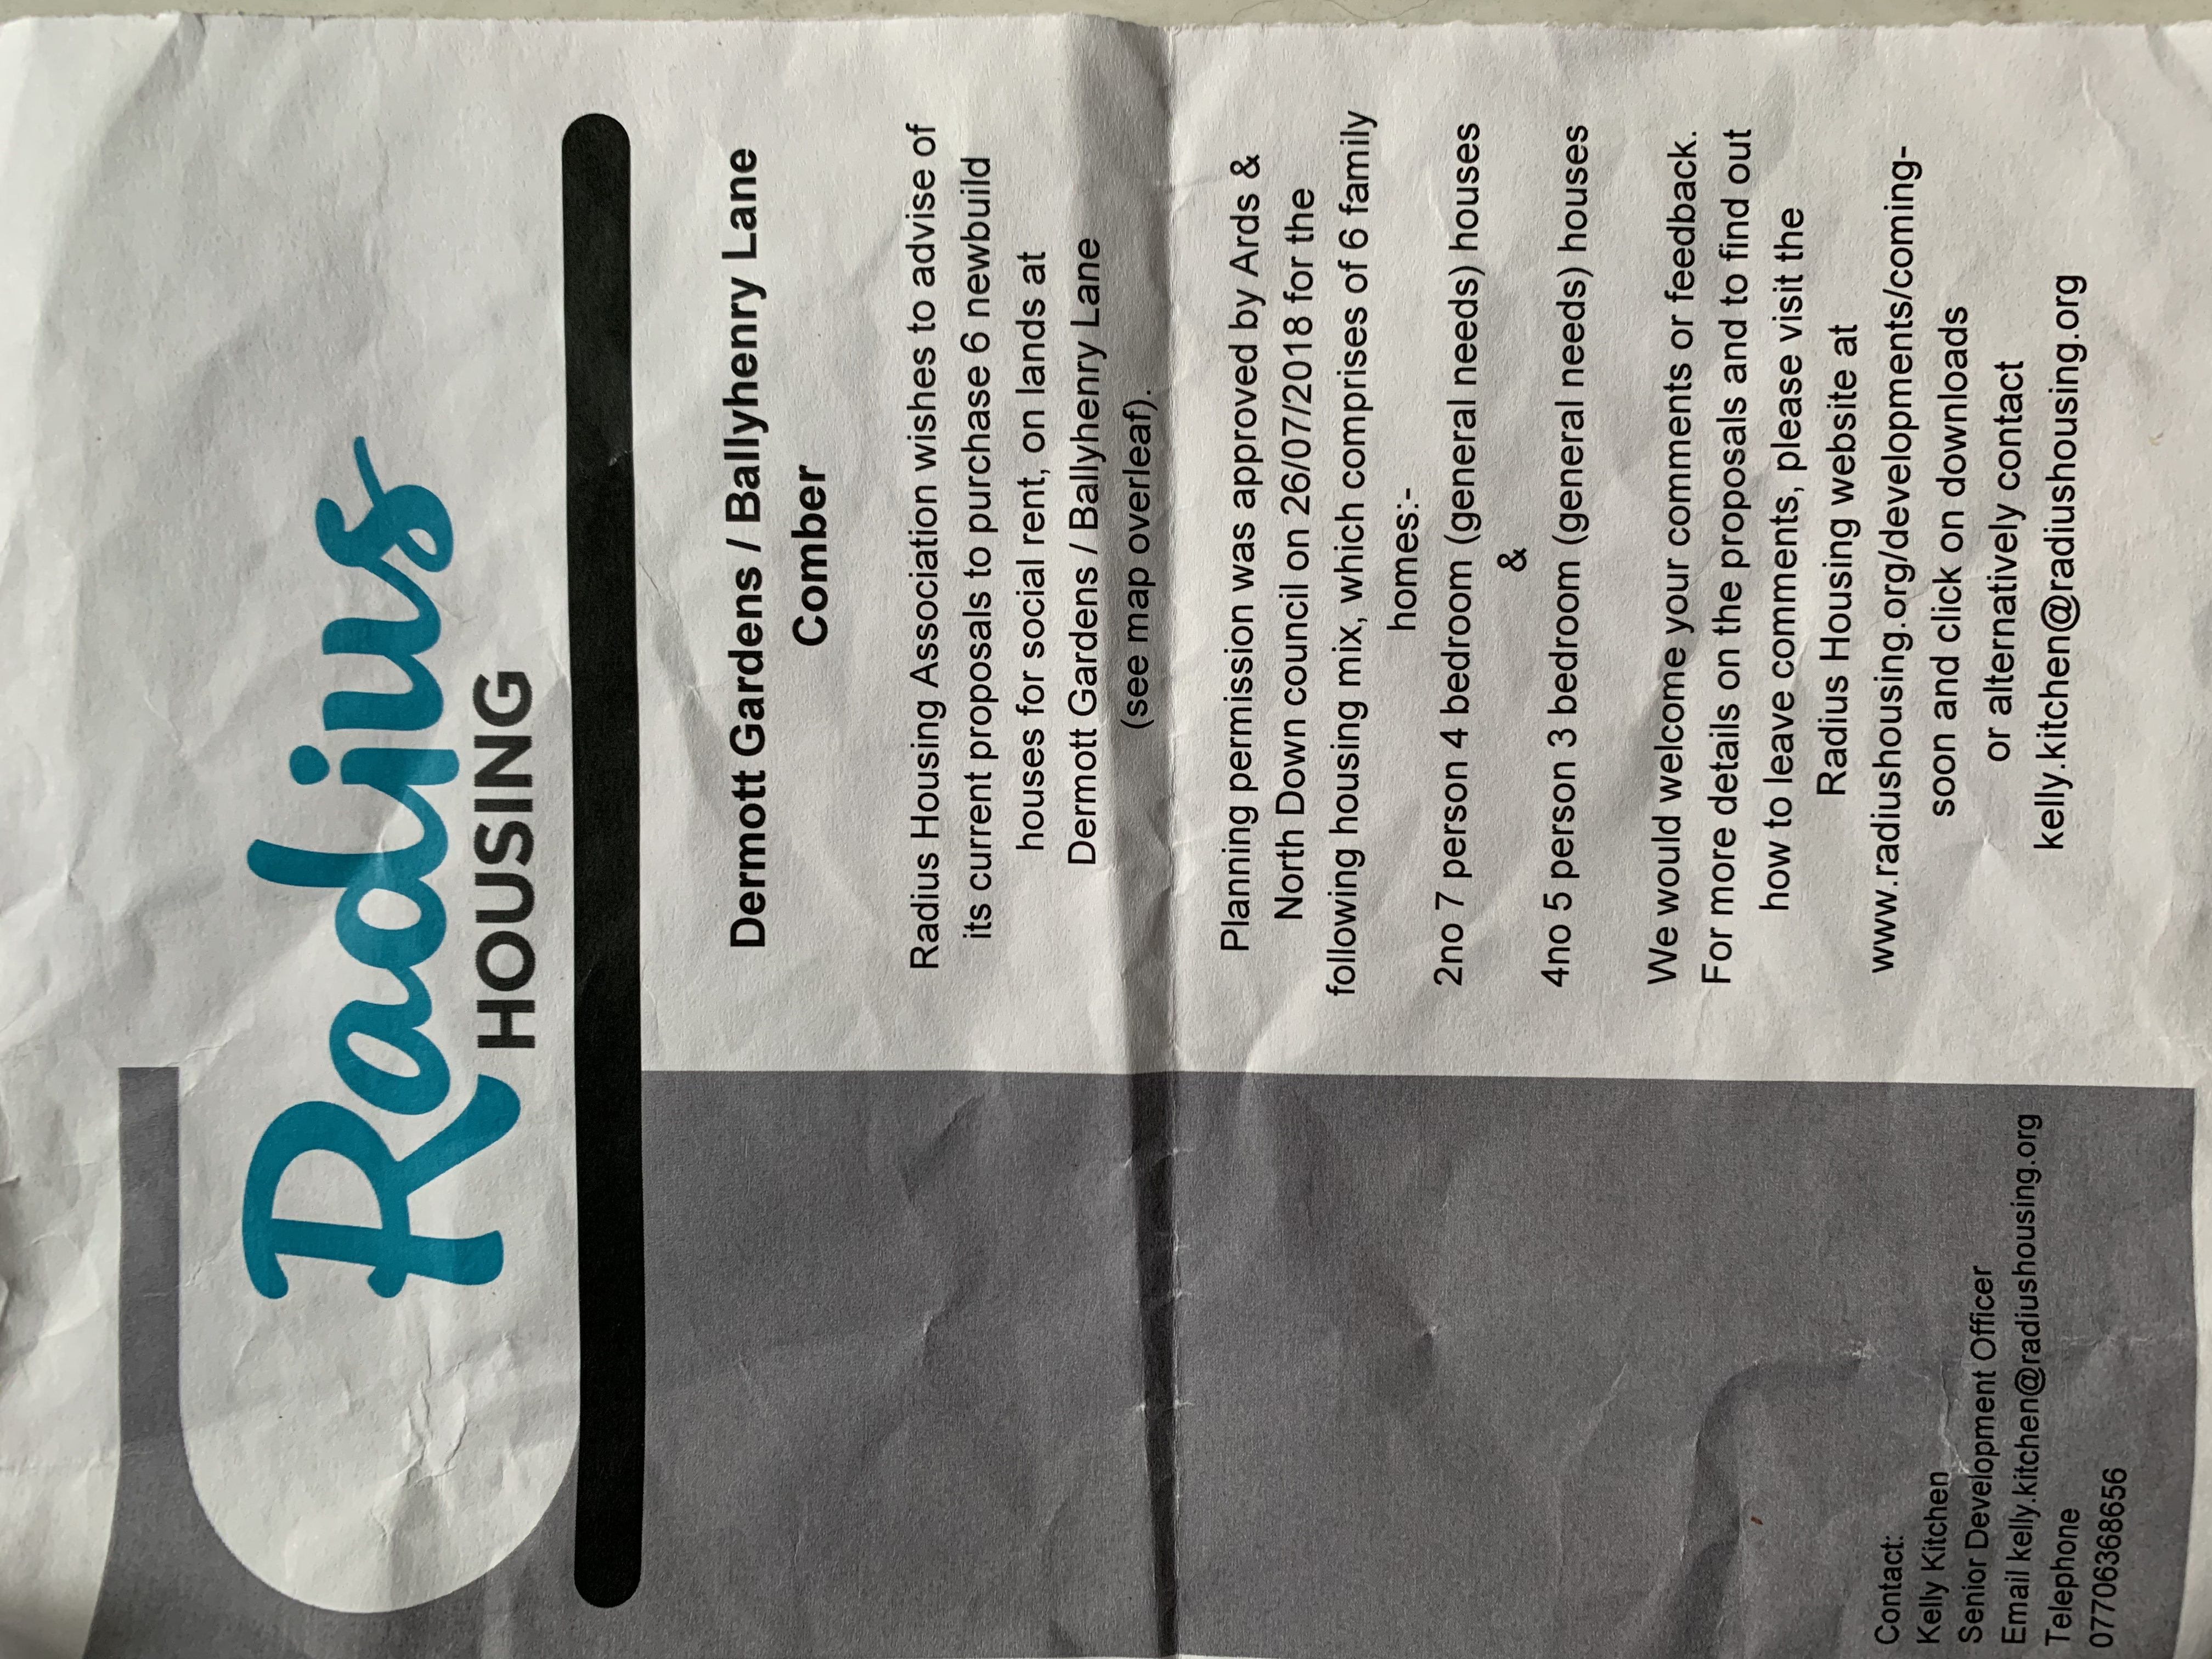 Radius
HOUSING
Dermott Gardens / Ballyhenry Lane
Comber
Radius Housing Association wishes to advise of
its current proposals to purchase 6 newbuild
houses for social rent, on lands at
Dermott Gardens / Ballyhenry Lane
(see map overleaf).
Planning permission was approved by Ards &
North Down council on 26/07/2018 for the
following housing mix, which comprises of 6 family
homes:-
2no 7 person 4 bedroom (general needs) houses
&
4no 5 person 3 bedroom (general needs) houses
We would welcome your comments or feedback.
For more details on the proposals and to find out
how to leave comments, please visit the
Radius Housing website at
www.radiushousing.org/developments/coming-
soon and click on downloads
or alternatively contact
kelly.kitchen@radiushousing.org
Contact:
Kelly Kitchen
Senior Development Officer
Email kelly.kitchen@radiushousing.org
Telephone
07706368656